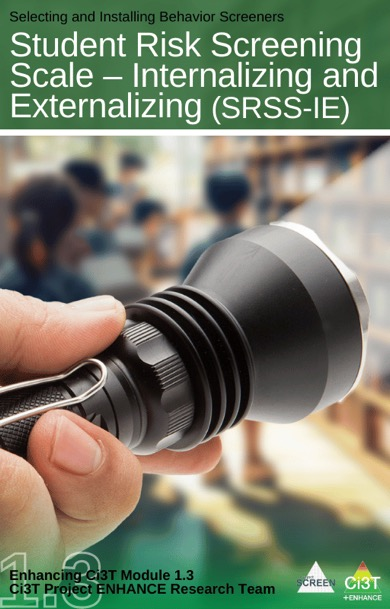 Selecting and Installing Behavior Screeners
Student Risk Screening
Scale – Internalizing and
Externalizing (SRSS-IE)
1.3
Enhancing Ci3T Module 1.3
Ci3T Project ENHANCE Research Team
SCREEN
Ci3T
+ENHANCE